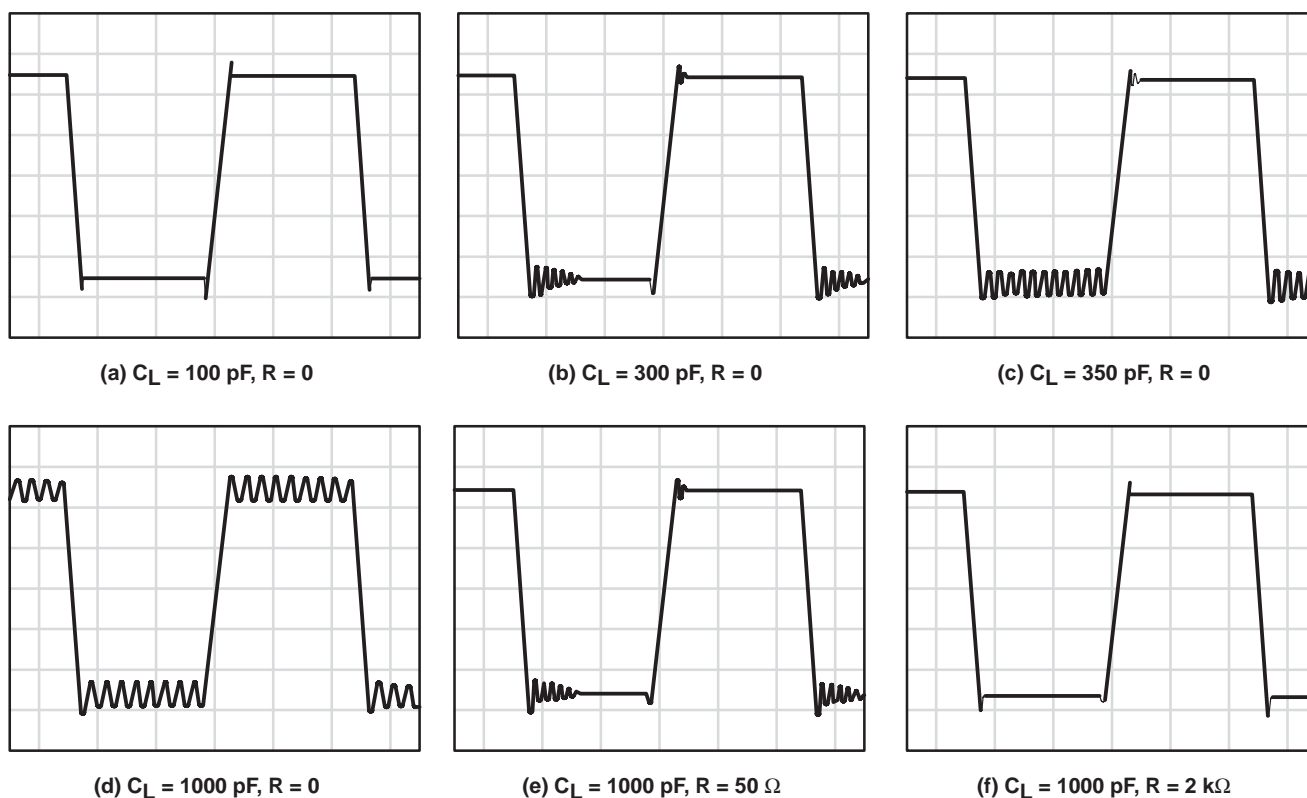 (a) CL = 100 pF, R = 0
(b) CL = 300 pF, R = 0
(c) CL = 350 pF, R = 0
(d) CL = 1000 pF, R = 0
(e) CL = 1000 pF, R = 50 Ω
(f) CL = 1000 pF, R = 2 kΩ